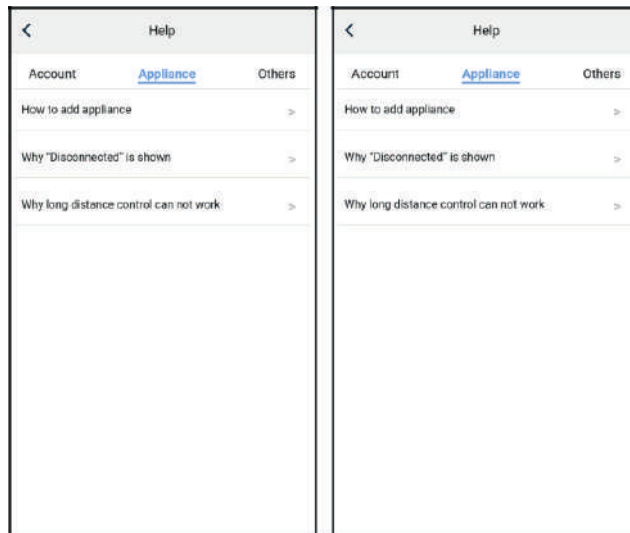 Help
Account Appliance Others
How to add appliance >
Why "Disconnected" is shown >
Why long distance control can not work >
Help
Account Appliance Others
How to add appliance >
Why "Disconnected" is shown >
Why long distance control can not work >